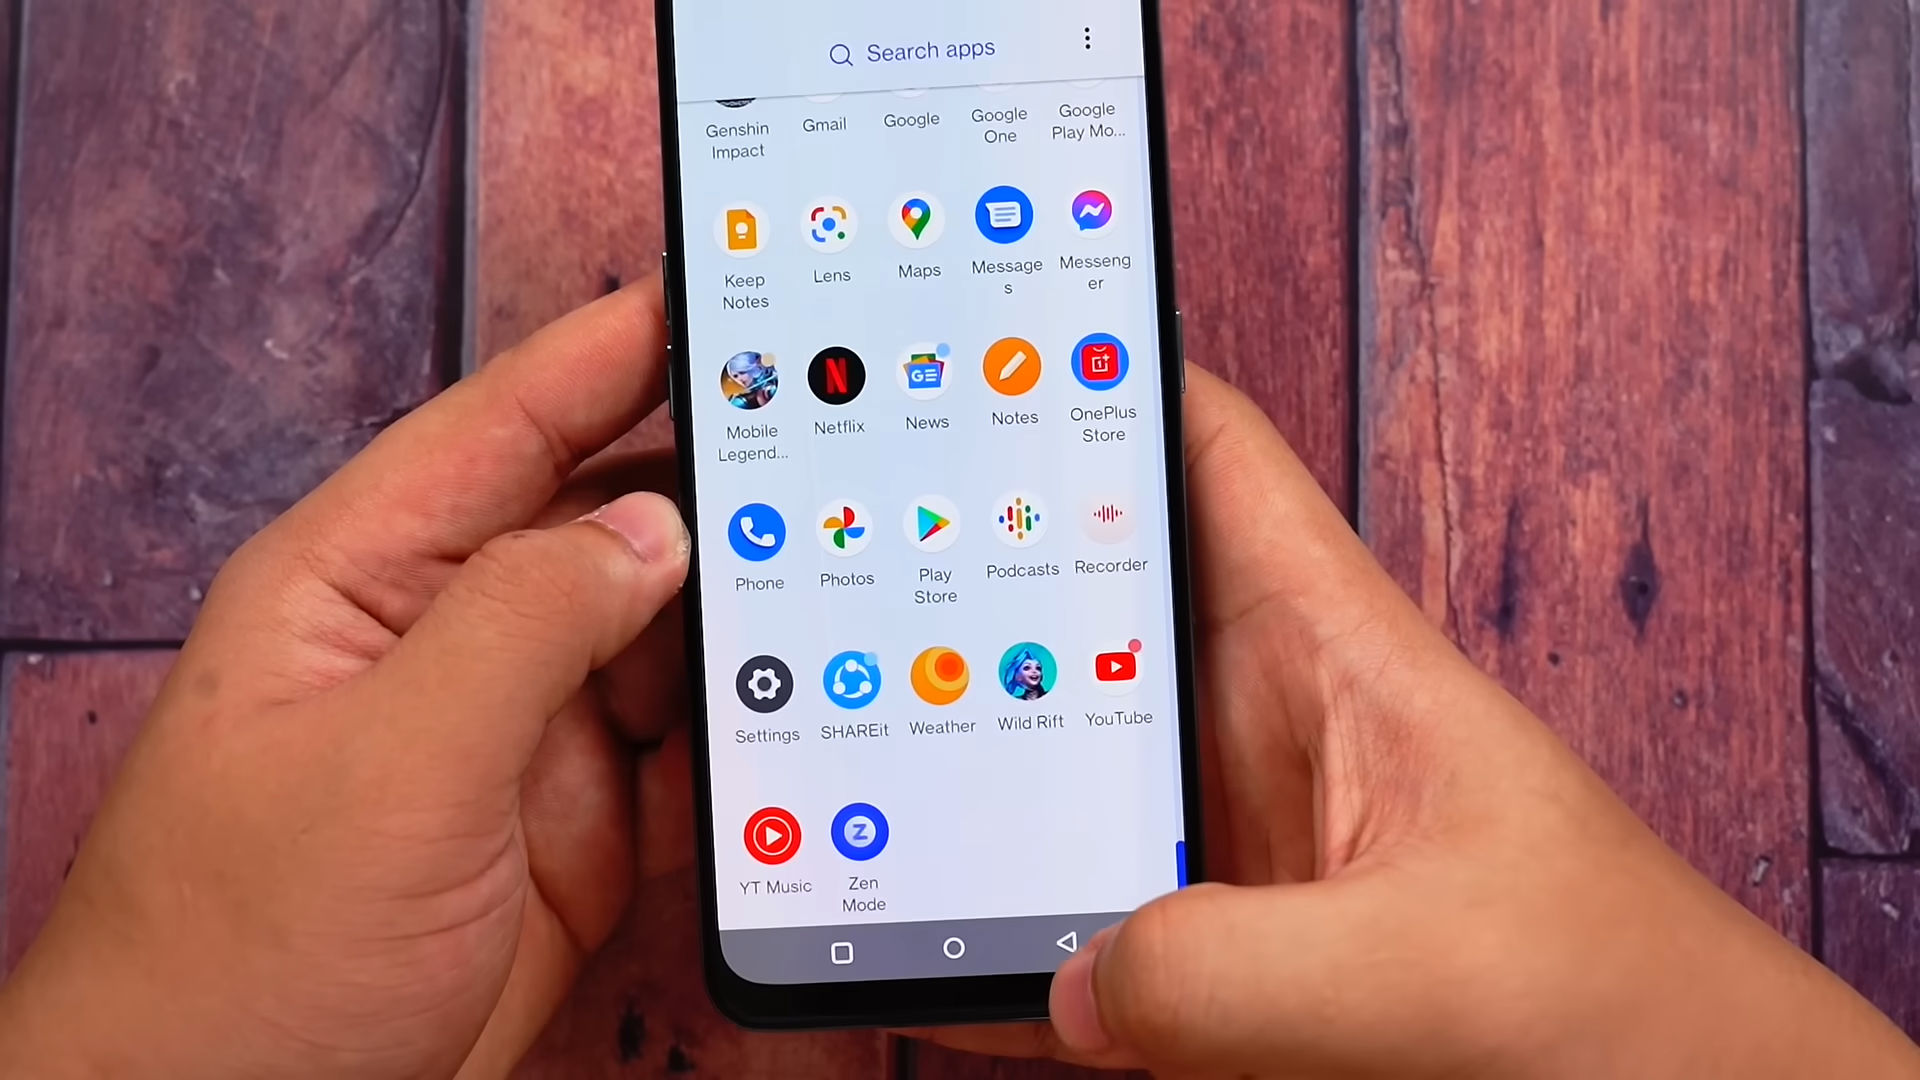 Search apps
Genshin
Impact
Gmail
Google
Google
One
Google
Play Mo...
Keep
Notes
Lens
Maps
Message
s
Messeng
er
Mobile
Legend...
N
Netflix
GE
News
Notes
1+
OnePlus
Store
Phone
Photos
Play
Store
Podcasts
Recorder
Settings
SHAREit
Weather
Wild Rift
YouTube
YT Music
Z
Zen
Mode